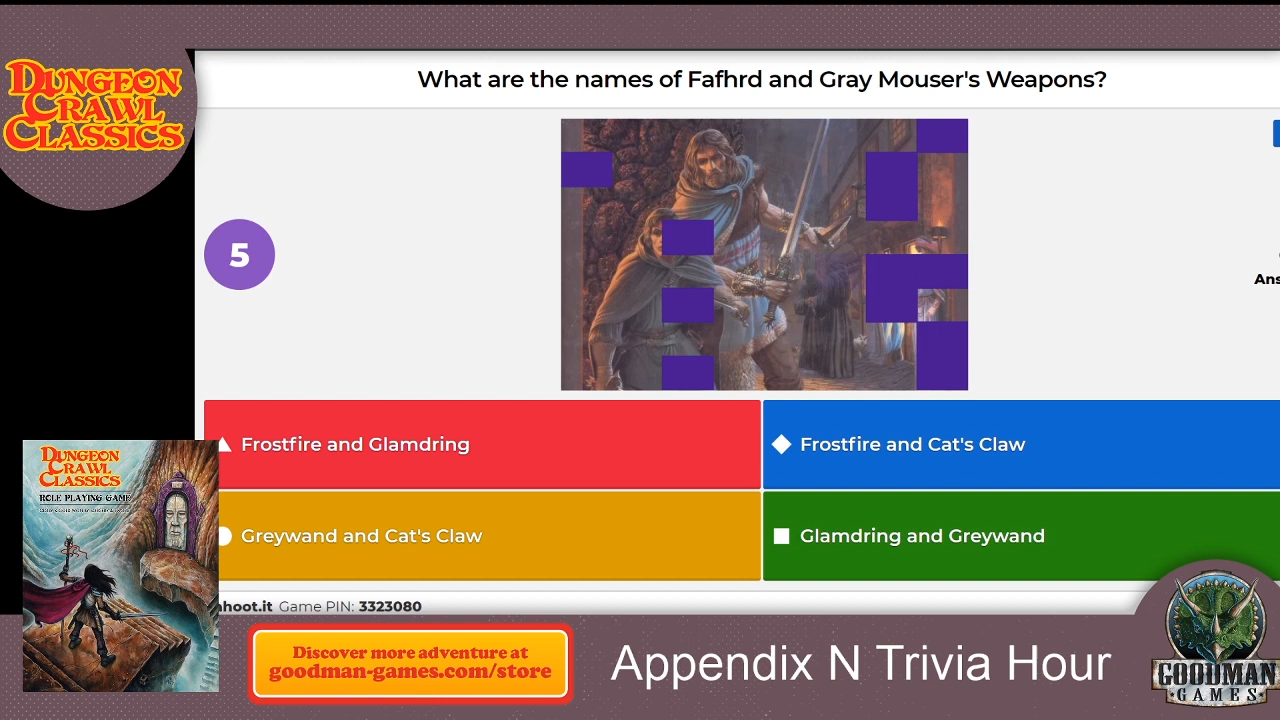 What are the names of Fafhrd and Gray Mouser's Weapons?
DUNGEON
CRAWL
CLASSICS
5
Ans
Frostfire and Glamdring
Frostfire and Cat's Claw
Greywand and Cat's Claw
Glamdring and Greywand
DUNGEON
CRAWL
CLASSICS
ROLE PLAYING GAME
ahoot.it Game PIN: 3323080
Discover more adventure at
goodman-games.com/store
Appendix N Trivia Hour
GOODMAN
GAMES